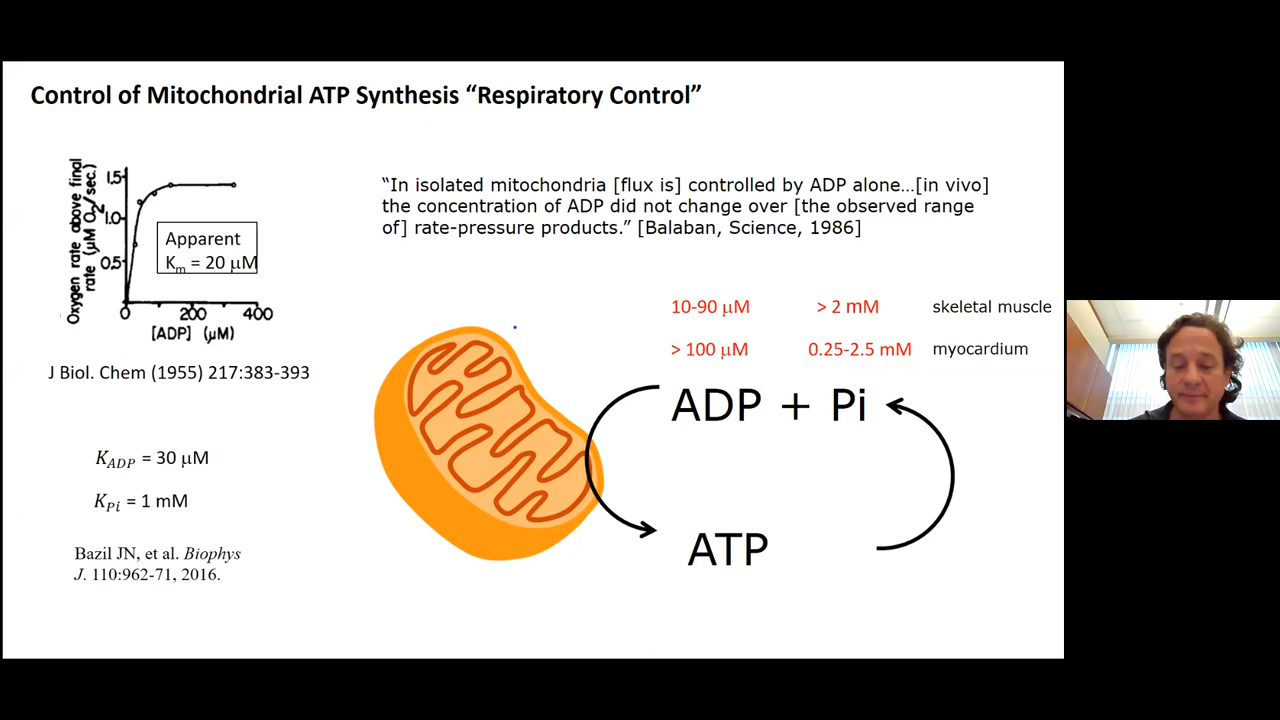 Control of Mitochondrial ATP Synthesis “Respiratory Control”
Oxygen rate above final
rate (μM O₂/sec.)
1.5
1.0
0.5
0
200
400
[ADP] (μM)
Apparent
Kₘ = 20 μM
J Biol. Chem (1955) 217:383-393
K_ADP = 30 μM
K_Pi = 1 mM
Bazil JN, et al. Biophys
J. 110:962-71, 2016.
“In isolated mitochondria [flux is] controlled by ADP alone…[in vivo]
the concentration of ADP did not change over [the observed range
of] rate-pressure products.” [Balaban, Science, 1986]
10-90 μM > 2 mM skeletal muscle
> 100 μM 0.25-2.5 mM myocardium
ADP + Pi
ATP